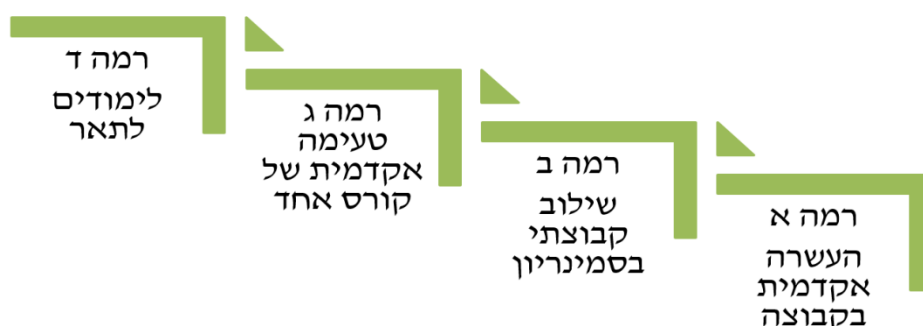 רמה א
העשרה
אקדמית
בקבוצה
רמה ב
שילוב
קבוצתי
בסמינריון
רמה ג
טעימה
אקדמית של
קורס אחד
רמה ד
לימודים
לתאר